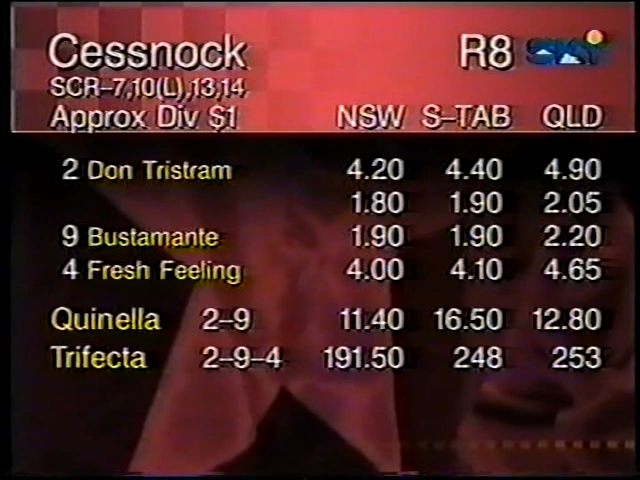 Cessnock R8 SKY
SCR-7,10(L),13,14
Approx Div $1 NSW S-TAB QLD
2 Don Tristram 4.20 4.40 4.90
1.80 1.90 2.05
9 Bustamante 1.90 1.90 2.20
4 Fresh Feeling 4.00 4.10 4.65
Quinella 2-9 11.40 16.50 12.80
Trifecta 2-9-4 191.50 248 253